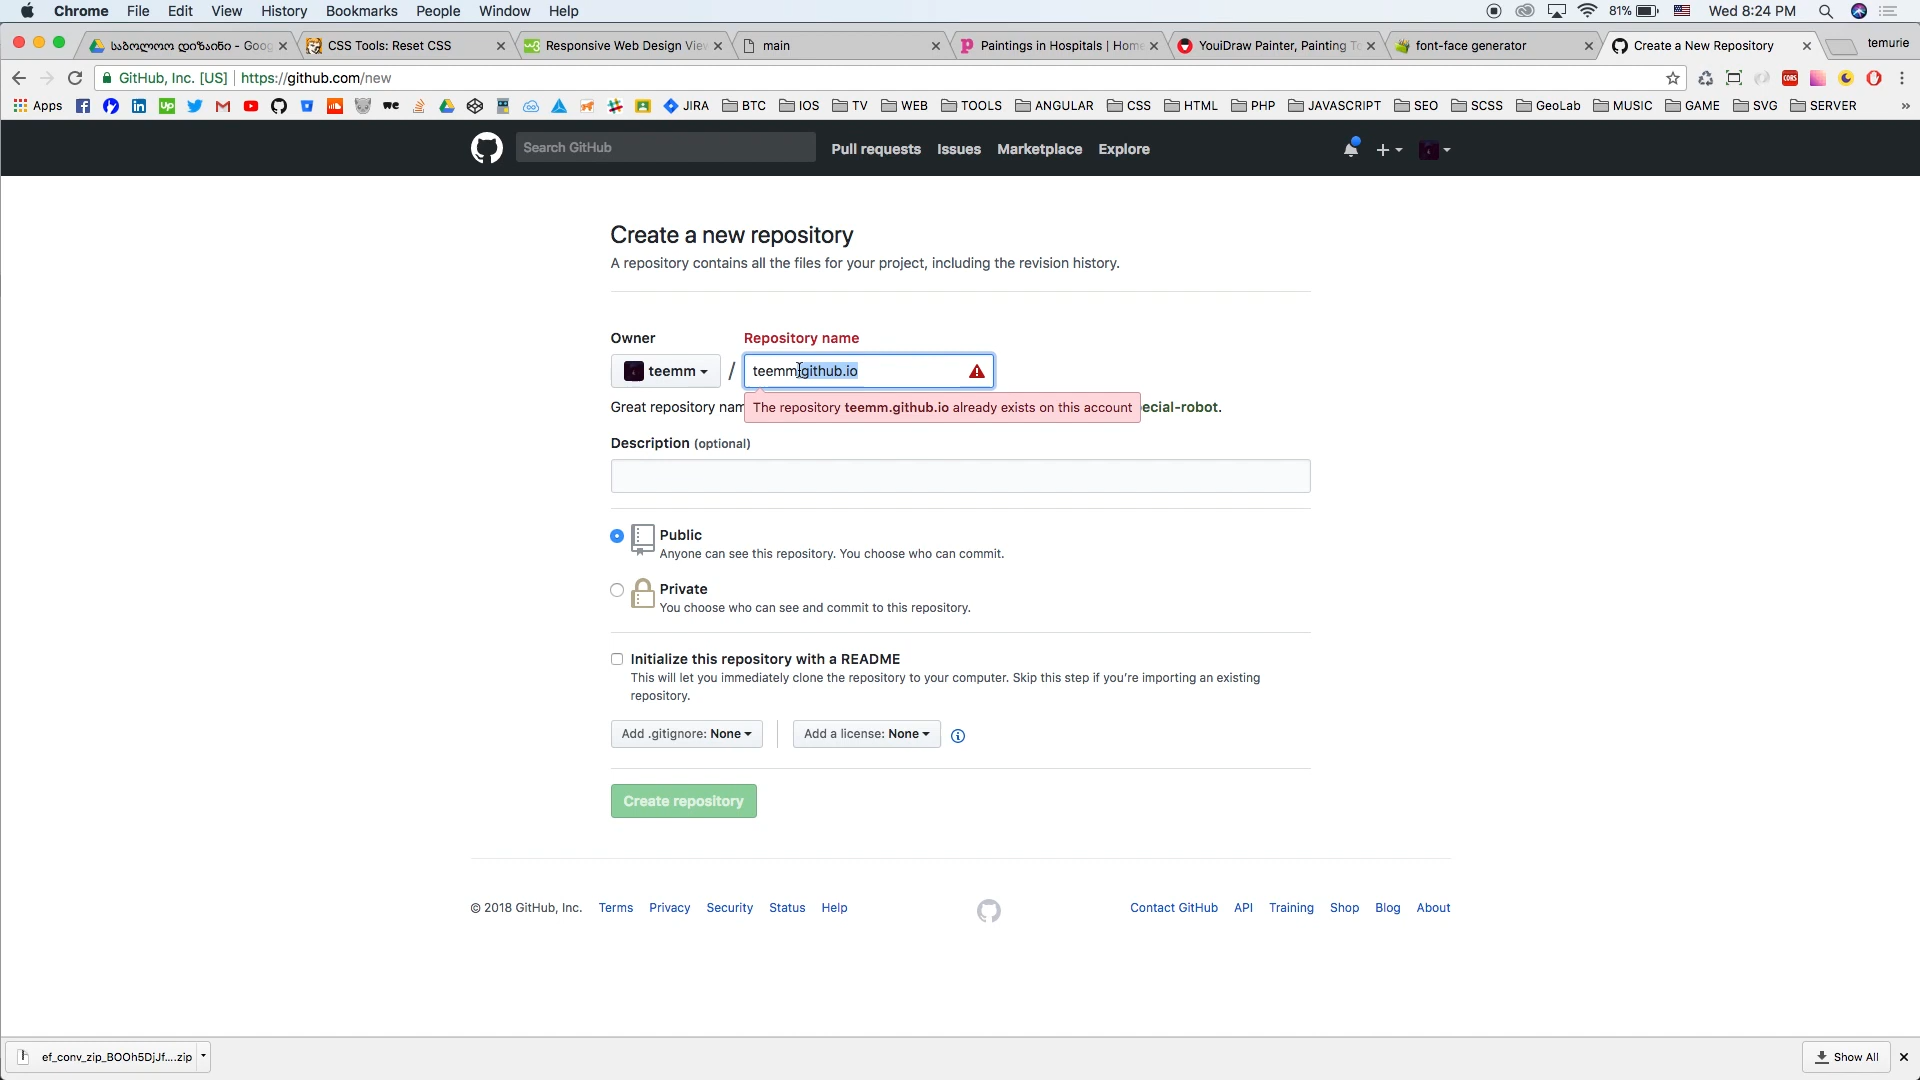 Chrome File Edit View History Bookmarks People Window Help 81% Wed 8:24 PM
საბოლოო დიზაინი - Goog CSS Tools: Reset CSS Responsive Web Design View main Paintings in Hospitals | Home YouiDraw Painter, Painting To font-face generator Create a New Repository temurie
GitHub, Inc. [US] https://github.com/new
Apps JIRA BTC IOS TV WEB TOOLS ANGULAR CSS HTML PHP JAVASCRIPT SEO SCSS GeoLab MUSIC GAME SVG SERVER »
Search GitHub Pull requests Issues Marketplace Explore
Create a new repository
A repository contains all the files for your project, including the revision history.
Owner Repository name
teemm / teemm.github.io
Great repository nam The repository teemm.github.io already exists on this account ecial-robot.
Description (optional)
Public
Anyone can see this repository. You choose who can commit.
Private
You choose who can see and commit to this repository.
Initialize this repository with a README
This will let you immediately clone the repository to your computer. Skip this step if you're importing an existing
repository.
Add .gitignore: None Add a license: None
Create repository
© 2018 GitHub, Inc. Terms Privacy Security Status Help Contact GitHub API Training Shop Blog About
ef_conv_zip_BOOh5DjJf....zip Show All